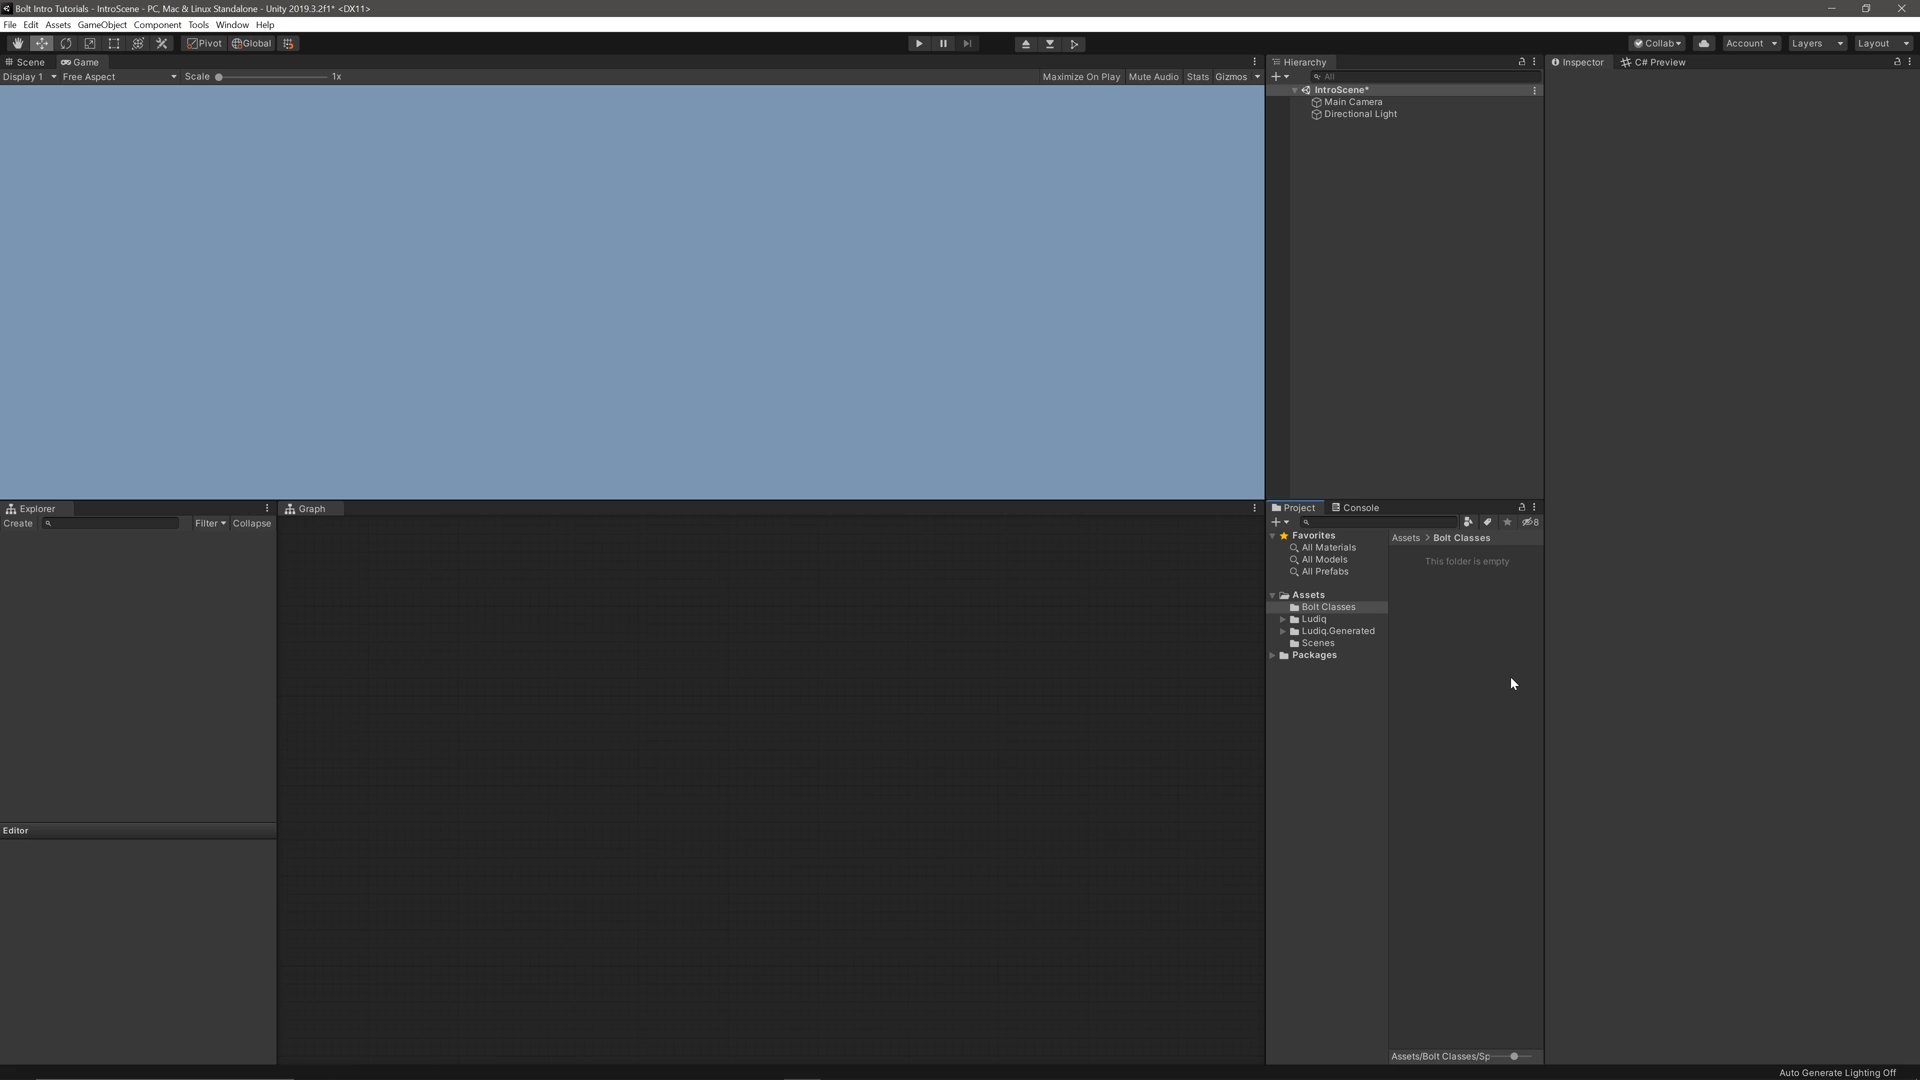 Bolt Intro Tutorials - IntroScene - PC, Mac & Linux Standalone - Unity 2019.3.2f1* <DX11>
File Edit Assets GameObject Component Tools Window Help
Pivot Global Collab Account Layers Layout
Scene Game
Display 1 Free Aspect Scale 1x Maximize On Play Mute Audio Stats Gizmos
Hierarchy
All
IntroScene*
Main Camera
Directional Light
Inspector C# Preview
Explorer
Create Filter Collapse
Editor
Graph
Project Console
8
Favorites
All Materials
All Models
All Prefabs
Assets
Bolt Classes
Ludiq
Ludiq.Generated
Scenes
Packages
Assets > Bolt Classes
This folder is empty
Assets/Bolt Classes/Sp
Auto Generate Lighting Off